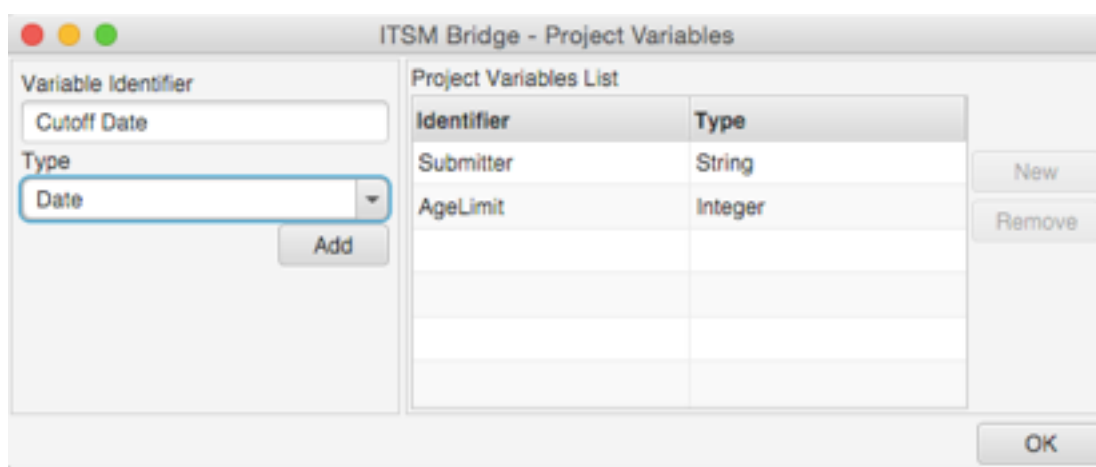 ITSM Bridge - Project Variables
Variable Identifier
Cutoff Date
Type
Date
Add
Project Variables List
Identifier Type
Submitter String
AgeLimit Integer
New
Remove
OK